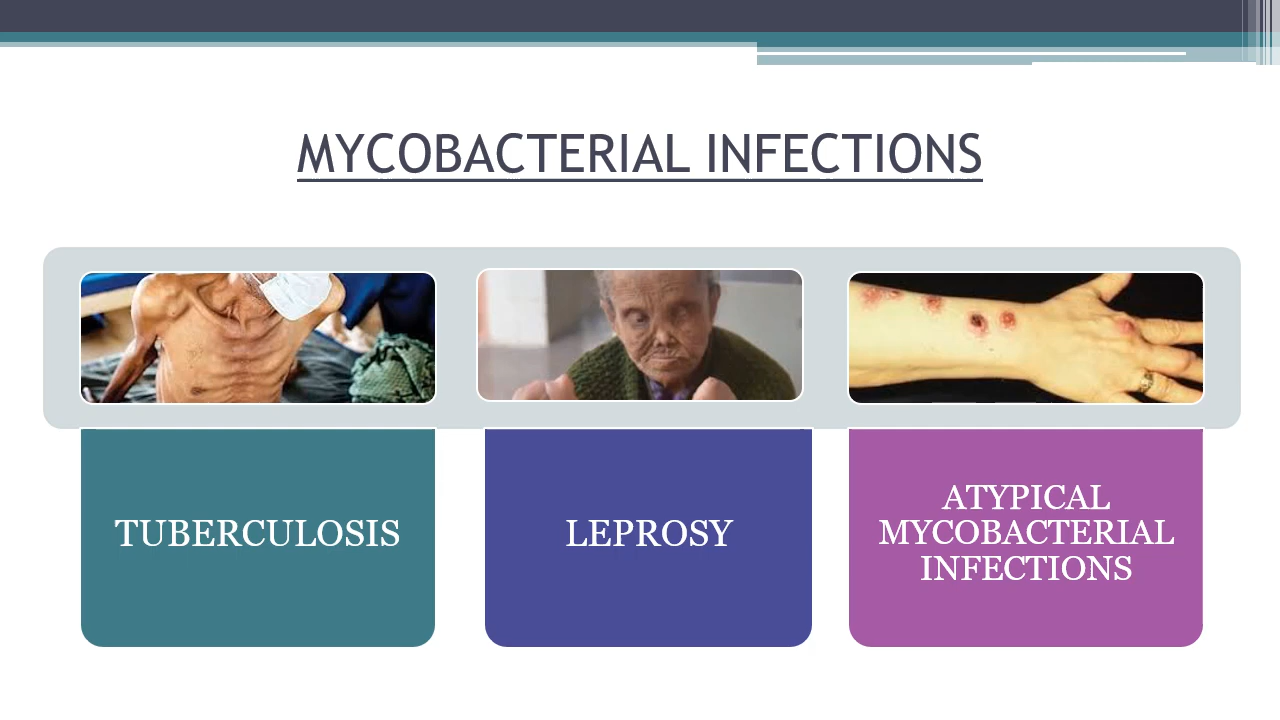 MYCOBACTERIAL INFECTIONS
TUBERCULOSIS
LEPROSY
ATYPICAL
MYCOBACTERIAL
INFECTIONS